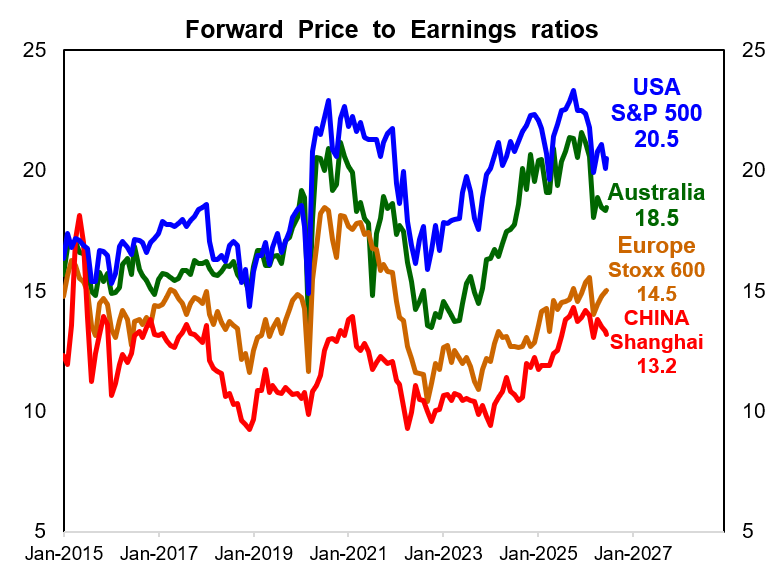 Forward Price to Earnings ratios
25 25
USA
S&P 500
20.5
20 20
Australia
18.5
Europe
Stoxx 600
14.5
15 15
CHINA
Shanghai
13.2
10 10
5 5
Jan-2015 Jan-2017 Jan-2019 Jan-2021 Jan-2023 Jan-2025 Jan-2027